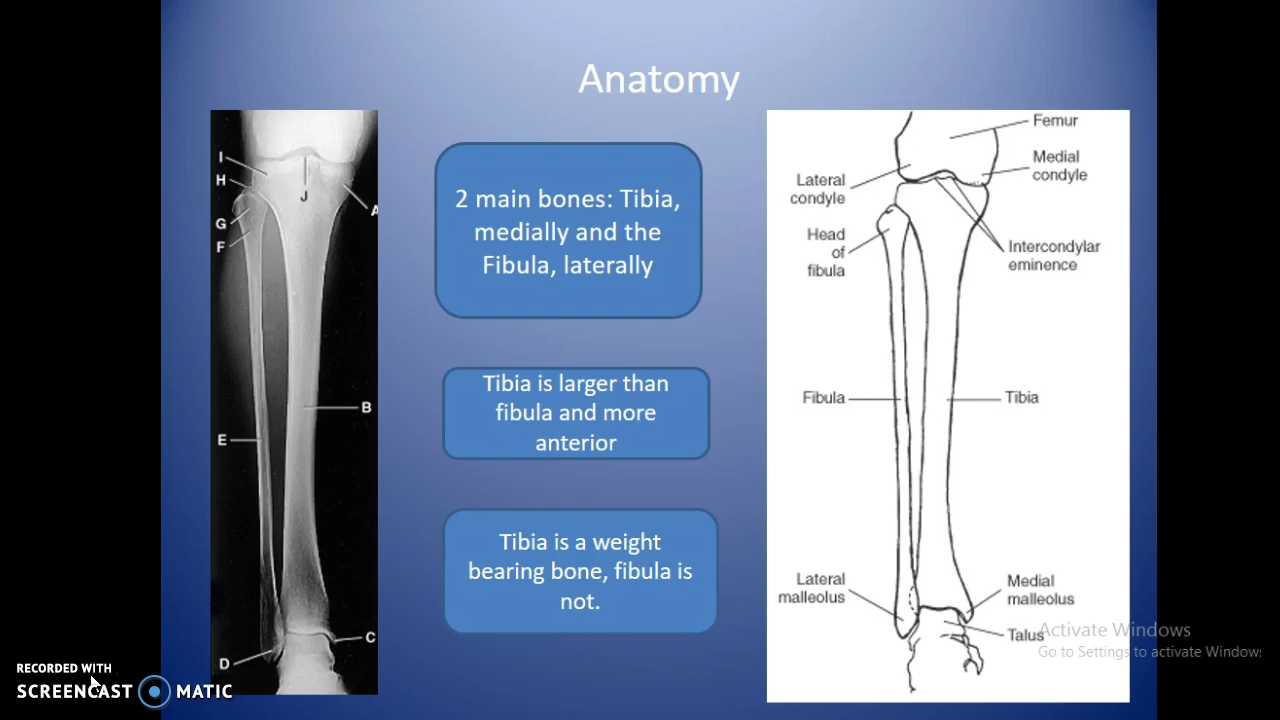 Anatomy
I
H
G
F
J
A
B
E
C
D
2 main bones: Tibia,
medially and the
Fibula, laterally
Tibia is larger than
fibula and more
anterior
Tibia is a weight
bearing bone, fibula is
not.
Femur
Medial
condyle
Lateral
condyle
Head
of
fibula
Intercondylar
eminence
Fibula
Tibia
Lateral
malleolus
Medial
malleolus
Talus
Activate Windows
Go to Settings to activate Windows
RECORDED WITH
SCREENCAST MATIC